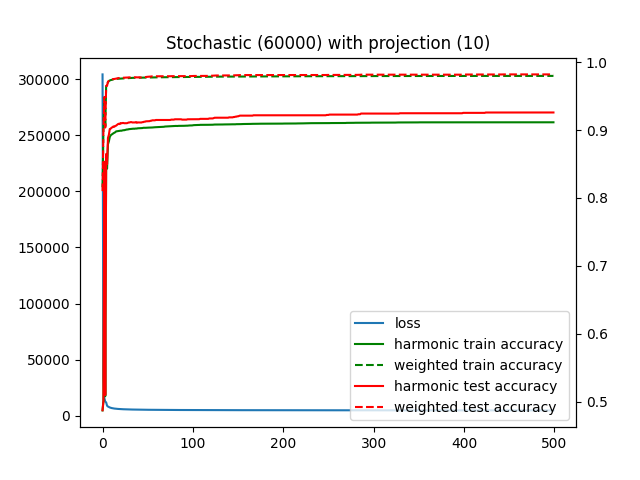 Stochastic (60000) with projection (10)
300000
250000
200000
150000
100000
50000
0
1.0
0.9
0.8
0.7
0.6
0.5
loss
harmonic train accuracy
weighted train accuracy
harmonic test accuracy
weighted test accuracy
0 100 200 300 400 500